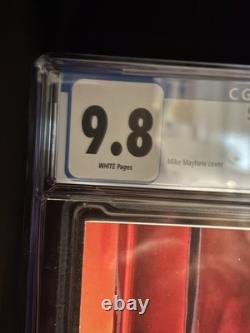 C G
9.8
WHITE Pages
Mike Mayhew cover